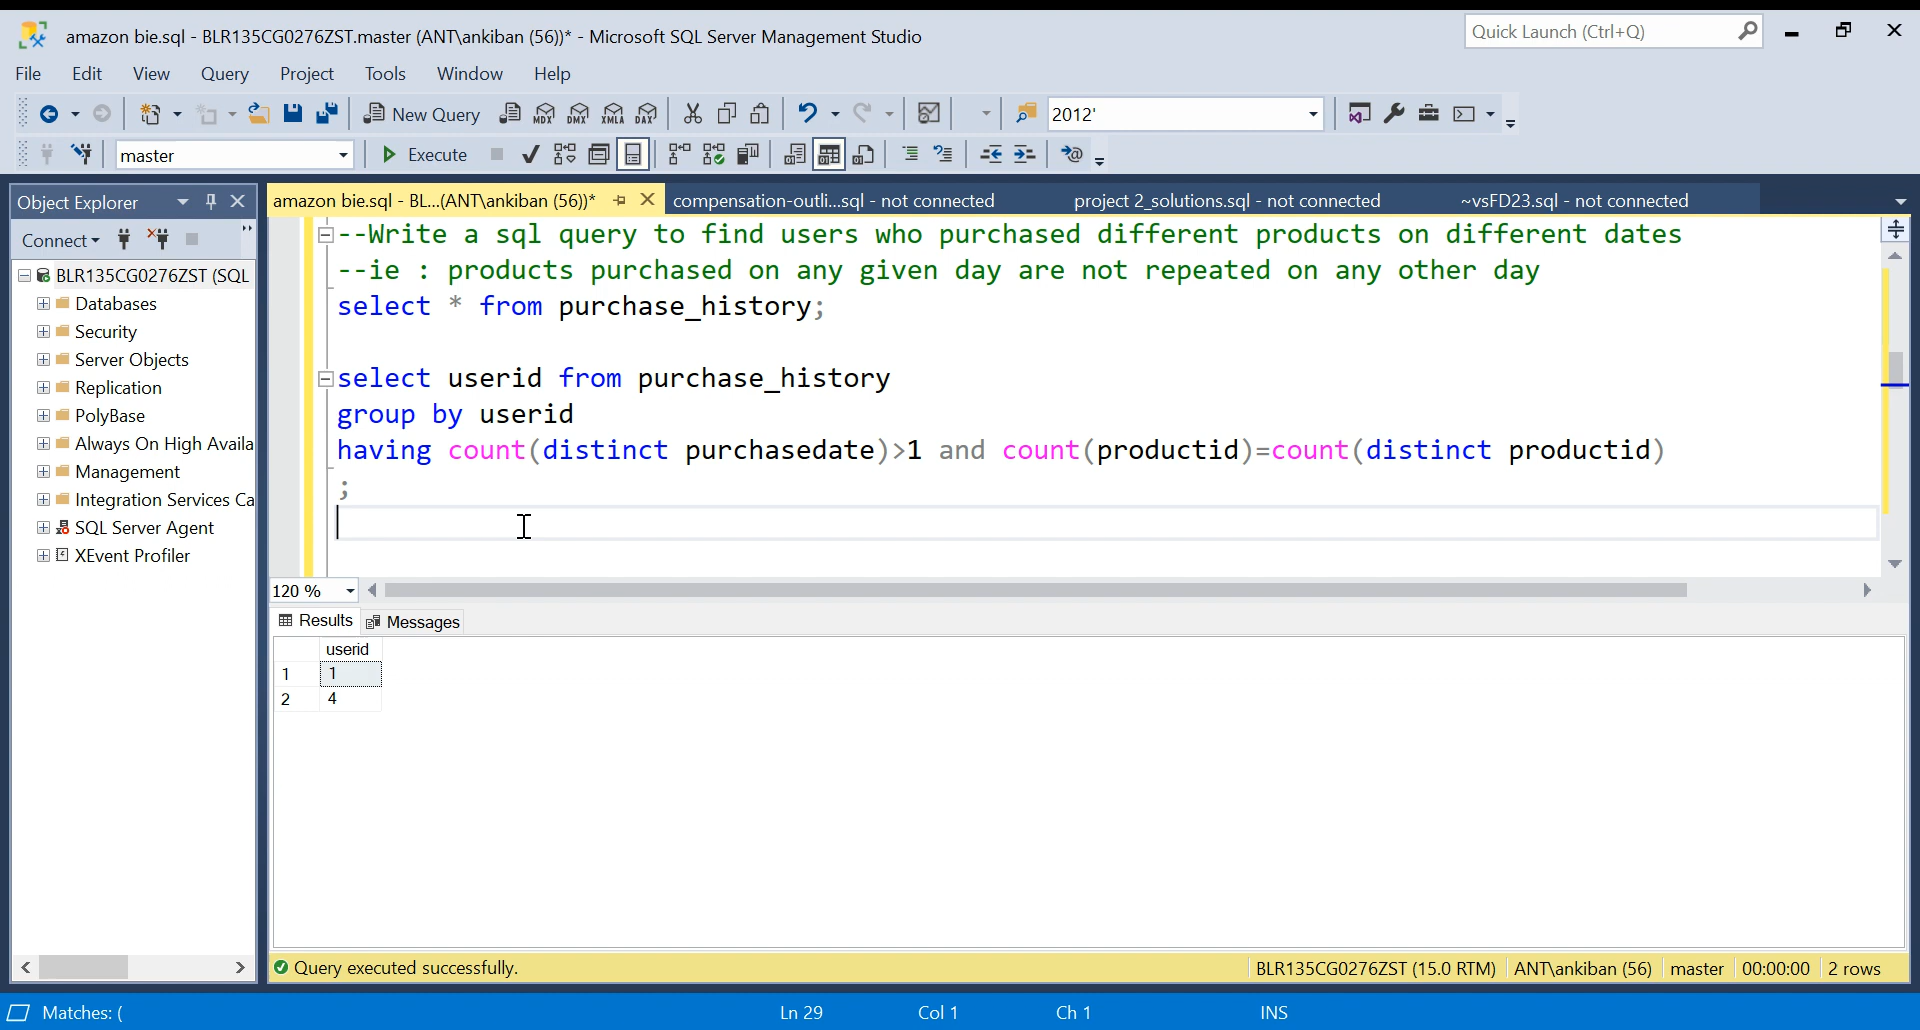 amazon bie.sql - BLR135CG0276ZST.master (ANT\ankiban (56))* - Microsoft SQL Server Management Studio
Quick Launch (Ctrl+Q)
File Edit View Query Project Tools Window Help
New Query MDX DMX XMLA DAX 2012'
master Execute
Object Explorer
amazon bie.sql - BL...(ANT\ankiban (56))* compensation-outli...sql - not connected project 2_solutions.sql - not connected ~vsFD23.sql - not connected
Connect
BLR135CG0276ZST (SQL
Databases
Security
Server Objects
Replication
PolyBase
Always On High Availa
Management
Integration Services Ca
SQL Server Agent
XEvent Profiler
--Write a sql query to find users who purchased different products on different dates
--ie : products purchased on any given day are not repeated on any other day
select * from purchase_history;
select userid from purchase_history
group by userid
having count(distinct purchasedate)>1 and count(productid)=count(distinct productid)
;
120 %
Results Messages
userid
1 1
2 4
Query executed successfully. BLR135CG0276ZST (15.0 RTM) ANT\ankiban (56) master 00:00:00 2 rows
Matches: ( Ln 29 Col 1 Ch 1 INS